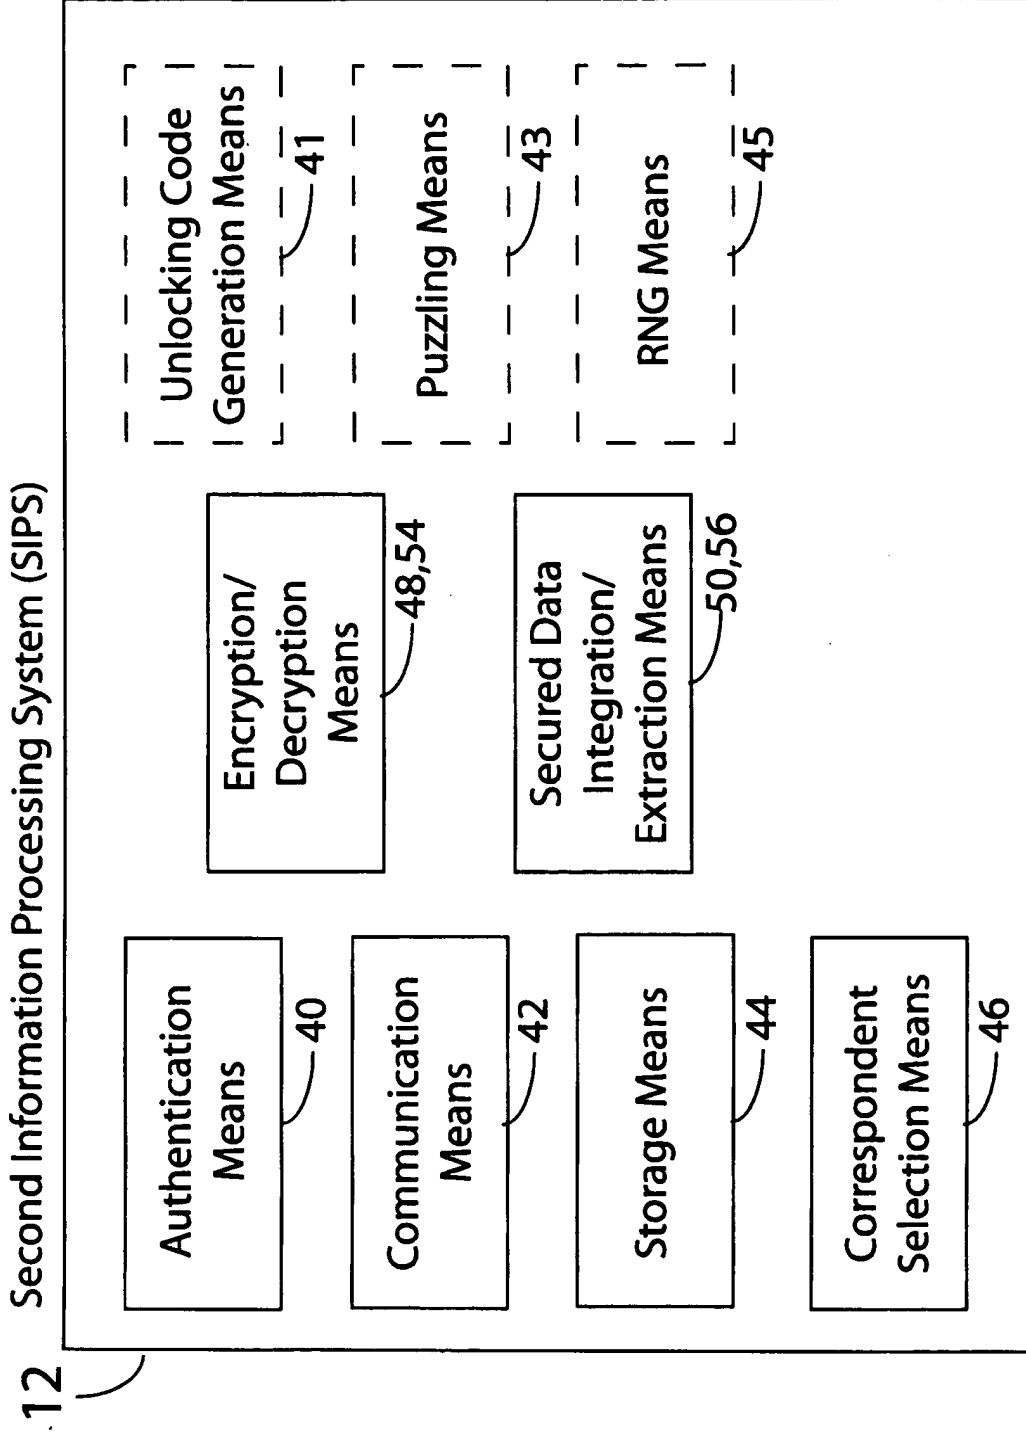 Second Information Processing System (SIPS)
12
Authentication
Means
40
Communication
Means
42
Storage Means
44
Correspondent
Selection Means
46
Encryption/
Decryption
Means
48,54
Secured Data
Integration/
Extraction Means
50,56
Unlocking Code
Generation Means
41
Puzzling Means
43
RNG Means
45